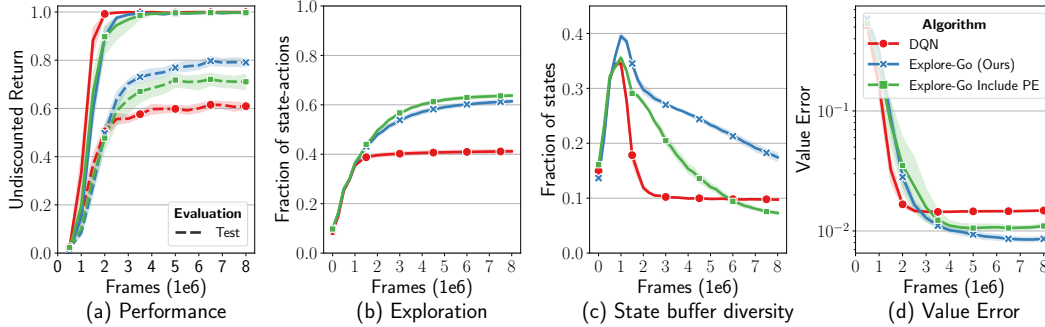 Undiscounted Return
1.0
0.8
0.6
0.4
0.2
0.0
Evaluation
Test
0 1 2 3 4 5 6 7 8
Frames (1e6)
(a) Performance
Fraction of state-actions
1.0
0.8
0.6
0.4
0.2
0.0
0 1 2 3 4 5 6 7 8
Frames (1e6)
(b) Exploration
Fraction of states
0.4
0.3
0.2
0.1
0.0
0 1 2 3 4 5 6 7 8
Frames (1e6)
(c) State buffer diversity
Value Error
10⁻¹
10⁻²
Algorithm
DQN
Explore-Go (Ours)
Explore-Go Include PE
0 1 2 3 4 5 6 7 8
Frames (1e6)
(d) Value Error